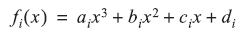 fᵢ(x) = aᵢx³ + bᵢx² + cᵢx + dᵢ